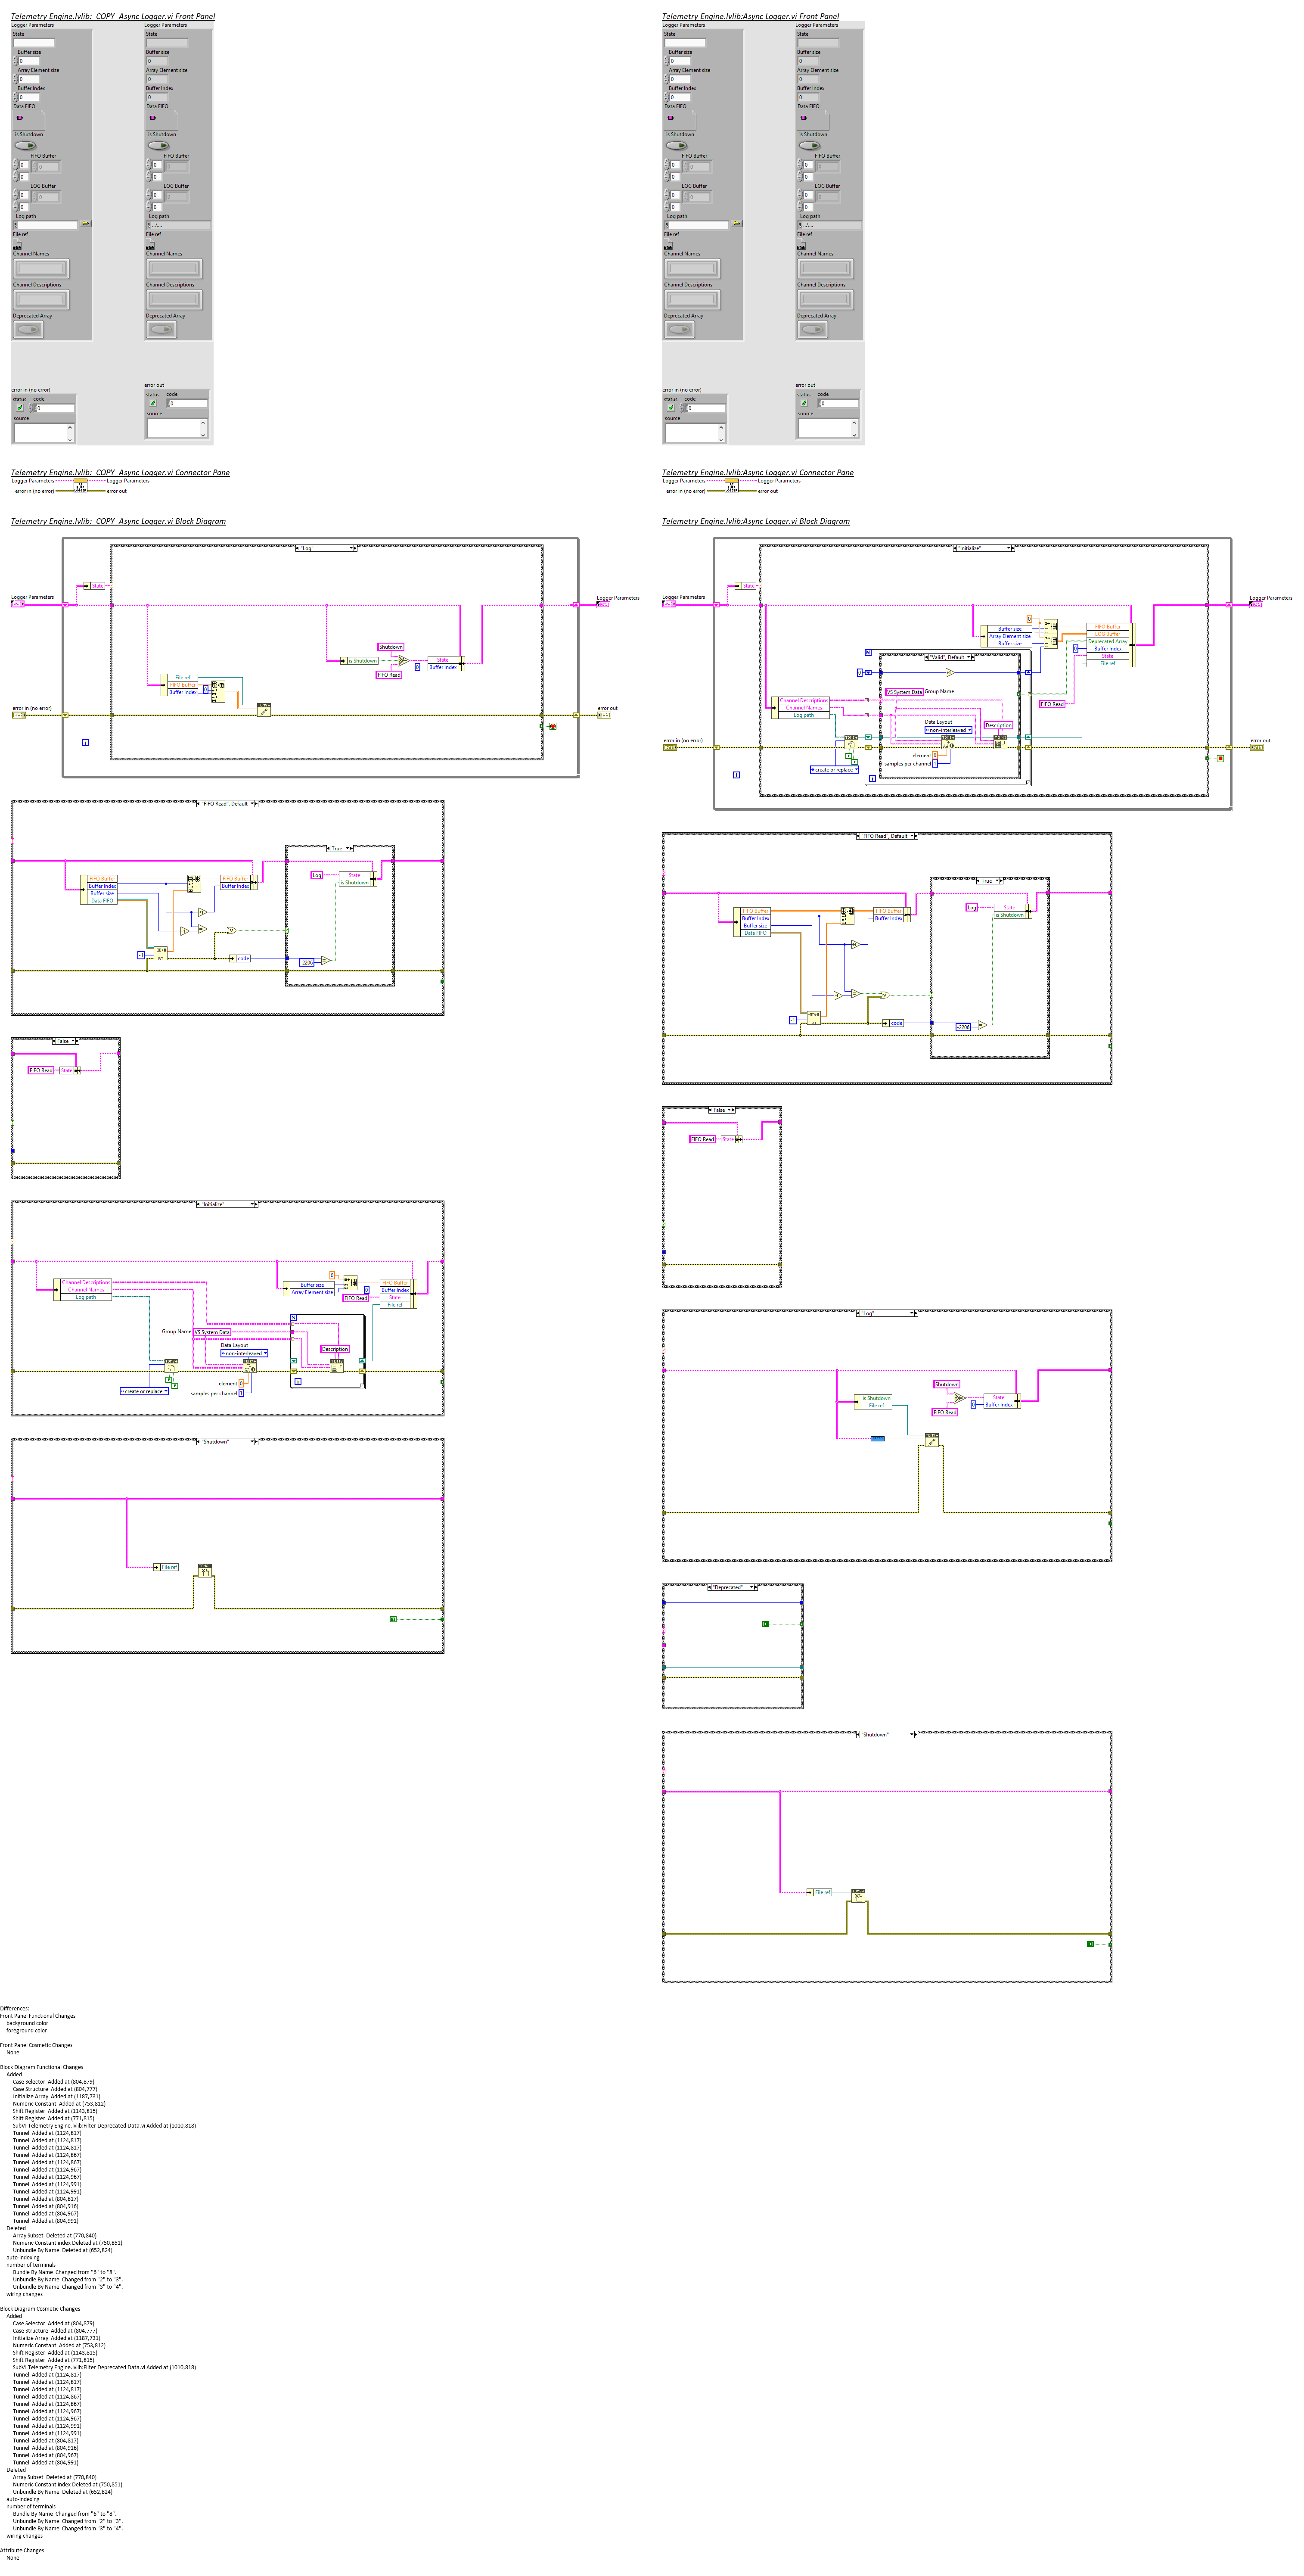 Telemetry Engine.lvlib:_COPY_Async Logger.vi Front Panel
Logger Parameters
State
Buffer size
0
Array Element size
0
Buffer Index
0
Data FIFO
is Shutdown
FIFO Buffer
0
0
0
LOG Buffer
0
0
0
Log path
File ref
Channel Names
Channel Descriptions
Deprecated Array
error in (no error)
status
code
0
source
Logger Parameters
State
Buffer size
0
Array Element size
0
Buffer Index
0
Data FIFO
is Shutdown
FIFO Buffer
0
0
0
LOG Buffer
0
0
0
Log path
File ref
Channel Names
Channel Descriptions
Deprecated Array
error out
status
code
0
source
Telemetry Engine.lvlib:Async Logger.vi Front Panel
Logger Parameters
State
Buffer size
0
Array Element size
0
Buffer Index
0
Data FIFO
is Shutdown
FIFO Buffer
0
0
0
LOG Buffer
0
0
0
Log path
File ref
Channel Names
Channel Descriptions
Deprecated Array
error in (no error)
status
code
0
source
Logger Parameters
State
Buffer size
0
Array Element size
0
Buffer Index
0
Data FIFO
is Shutdown
FIFO Buffer
0
0
0
LOG Buffer
0
0
0
Log path
File ref
Channel Names
Channel Descriptions
Deprecated Array
error out
status
code
0
source
Telemetry Engine.lvlib:_COPY_Async Logger.vi Connector Pane
Logger Parameters
Logger Parameters
error in (no error)
error out
Telemetry Engine.lvlib:Async Logger.vi Connector Pane
Logger Parameters
Logger Parameters
error in (no error)
error out
Telemetry Engine.lvlib:_COPY_Async Logger.vi Block Diagram
"Log"
State
Logger Parameters
Logger Parameters
Shutdown
is Shutdown
State
Buffer Index
0
FIFO Read
File ref
FIFO Buffer
Buffer Index
0
error in (no error)
error out
i
"FIFO Read", Default
True
FIFO Buffer
Buffer Index
Buffer size
Data FIFO
FIFO Buffer
Buffer Index
Log
State
is Shutdown
-1
code
-2206
False
FIFO Read
State
"Initialize"
Channel Descriptions
Channel Names
Log path
Buffer size
Array Element size
0
0
FIFO Read
FIFO Buffer
Buffer Index
State
File ref
N
Group Name
VS System Data
Data Layout
non-interleaved
Description
create or replace
F
F
element
0
samples per channel
1
i
"Shutdown"
File ref
Telemetry Engine.lvlib:Async Logger.vi Block Diagram
"Initialize"
State
Logger Parameters
Logger Parameters
0
Buffer size
Array Element size
Buffer size
FIFO Buffer
LOG Buffer
Deprecated Array
Buffer Index
State
File ref
0
FIFO Read
N
"Valid", Default
0
VS System Data
Group Name
Channel Descriptions
Channel Names
Log path
Data Layout
non-interleaved
Description
error in (no error)
error out
F
F
element
0
samples per channel
1
create or replace
i
i
"FIFO Read", Default
True
FIFO Buffer
Buffer Index
Buffer size
Data FIFO
FIFO Buffer
Buffer Index
Log
State
is Shutdown
-1
code
-2206
False
FIFO Read
State
"Log"
Shutdown
is Shutdown
File ref
State
Buffer Index
0
FIFO Read
"Deprecated"
"Shutdown"
File ref
Differences:
Front Panel Functional Changes
background color
foreground color
Front Panel Cosmetic Changes
None
Block Diagram Functional Changes
Added
Case Selector  Added at (804,879)
Case Structure  Added at (804,777)
Initialize Array  Added at (1187,731)
Numeric Constant  Added at (753,812)
Shift Register  Added at (1143,815)
Shift Register  Added at (771,815)
SubVI Telemetry Engine.lvlib:Filter Deprecated Data.vi Added at (1010,818)
Tunnel  Added at (1124,817)
Tunnel  Added at (1124,817)
Tunnel  Added at (1124,817)
Tunnel  Added at (1124,867)
Tunnel  Added at (1124,867)
Tunnel  Added at (1124,967)
Tunnel  Added at (1124,967)
Tunnel  Added at (1124,991)
Tunnel  Added at (1124,991)
Tunnel  Added at (804,817)
Tunnel  Added at (804,916)
Tunnel  Added at (804,967)
Tunnel  Added at (804,991)
Deleted
Array Subset  Deleted at (770,840)
Numeric Constant index Deleted at (750,851)
Unbundle By Name  Deleted at (652,824)
auto-indexing
number of terminals
Bundle By Name  Changed from "6" to "8".
Unbundle By Name  Changed from "2" to "3".
Unbundle By Name  Changed from "3" to "4".
wiring changes
Block Diagram Cosmetic Changes
Added
Case Selector  Added at (804,879)
Case Structure  Added at (804,777)
Initialize Array  Added at (1187,731)
Numeric Constant  Added at (753,812)
Shift Register  Added at (1143,815)
Shift Register  Added at (771,815)
SubVI Telemetry Engine.lvlib:Filter Deprecated Data.vi Added at (1010,818)
Tunnel  Added at (1124,817)
Tunnel  Added at (1124,817)
Tunnel  Added at (1124,817)
Tunnel  Added at (1124,867)
Tunnel  Added at (1124,867)
Tunnel  Added at (1124,967)
Tunnel  Added at (1124,967)
Tunnel  Added at (1124,991)
Tunnel  Added at (1124,991)
Tunnel  Added at (804,817)
Tunnel  Added at (804,916)
Tunnel  Added at (804,967)
Tunnel  Added at (804,991)
Deleted
Array Subset  Deleted at (770,840)
Numeric Constant index Deleted at (750,851)
Unbundle By Name  Deleted at (652,824)
auto-indexing
number of terminals
Bundle By Name  Changed from "6" to "8".
Unbundle By Name  Changed from "2" to "3".
Unbundle By Name  Changed from "3" to "4".
wiring changes
Attribute Changes
None